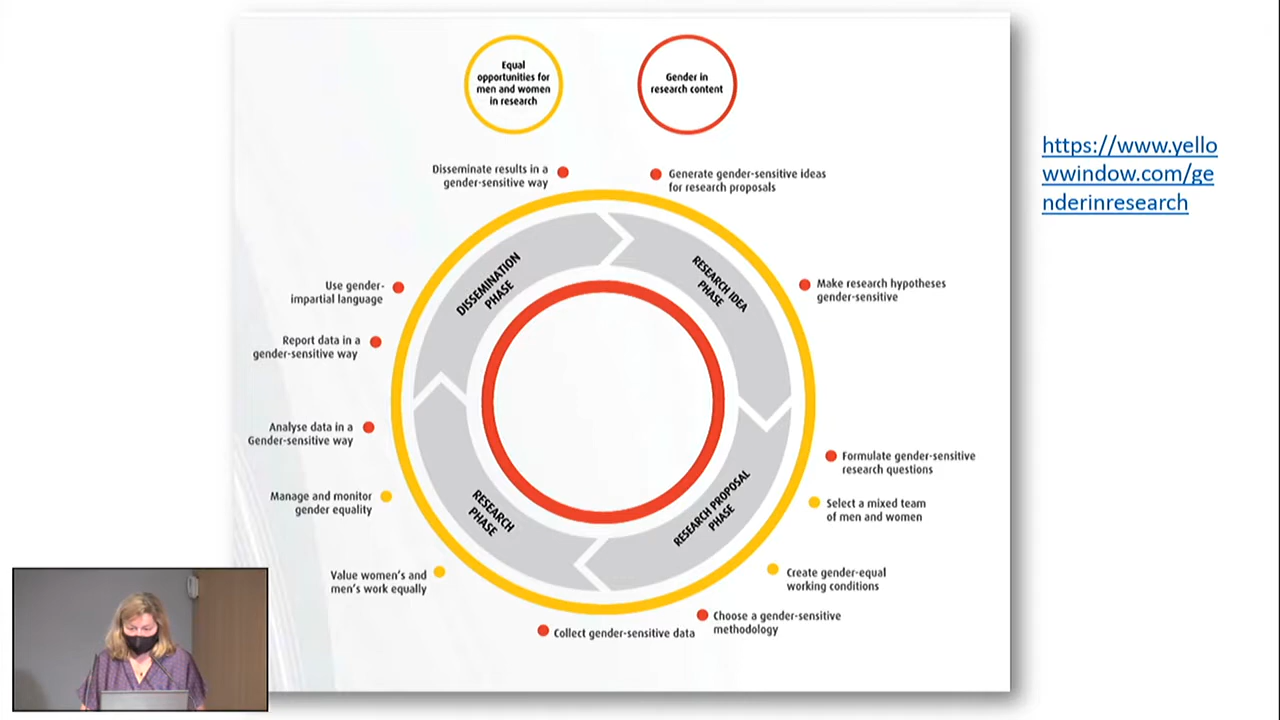 Equal
opportunities for
men and women
in research
Gender in
research content
https://www.yello
wwindow.com/ge
nderinresearch
Disseminate results in a
gender-sensitive way
Generate gender-sensitive ideas
for research proposals
DISSEMINATION
PHASE
RESEARCH IDEA
PHASE
Use gender-
impartial language
Make research hypotheses
gender-sensitive
Report data in a
gender-sensitive way
Analyse data in a
Gender-sensitive way
Formulate gender-sensitive
research questions
Manage and monitor
gender equality
Select a mixed team
of men and women
RESEARCH
PHASE
RESEARCH PROPOSAL
PHASE
Value women's and
men's work equally
Create gender-equal
working conditions
Collect gender-sensitive data
Choose a gender-sensitive
methodology